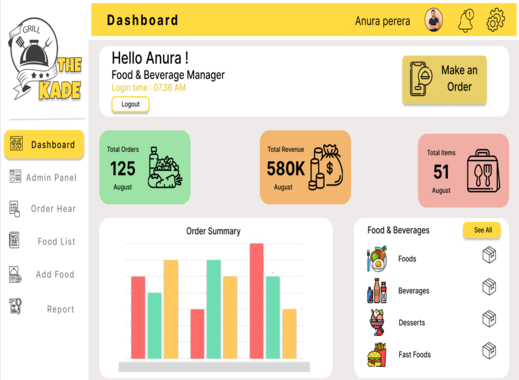 GRILL
THE
KADE
Dashboard
Admin Panel
Order Hear
Food List
Add Food
Report
Dashboard
Anura perera
1
Hello Anura !
Food & Beverage Manager
Login time : 07.36 AM
Logout
Make an
Order
Total Orders
125
August
Total Revenue
580K
August
$
Total Items
51
August
Order Summary
Food & Beverages
See All
Foods
Beverages
Desserts
Fast Foods